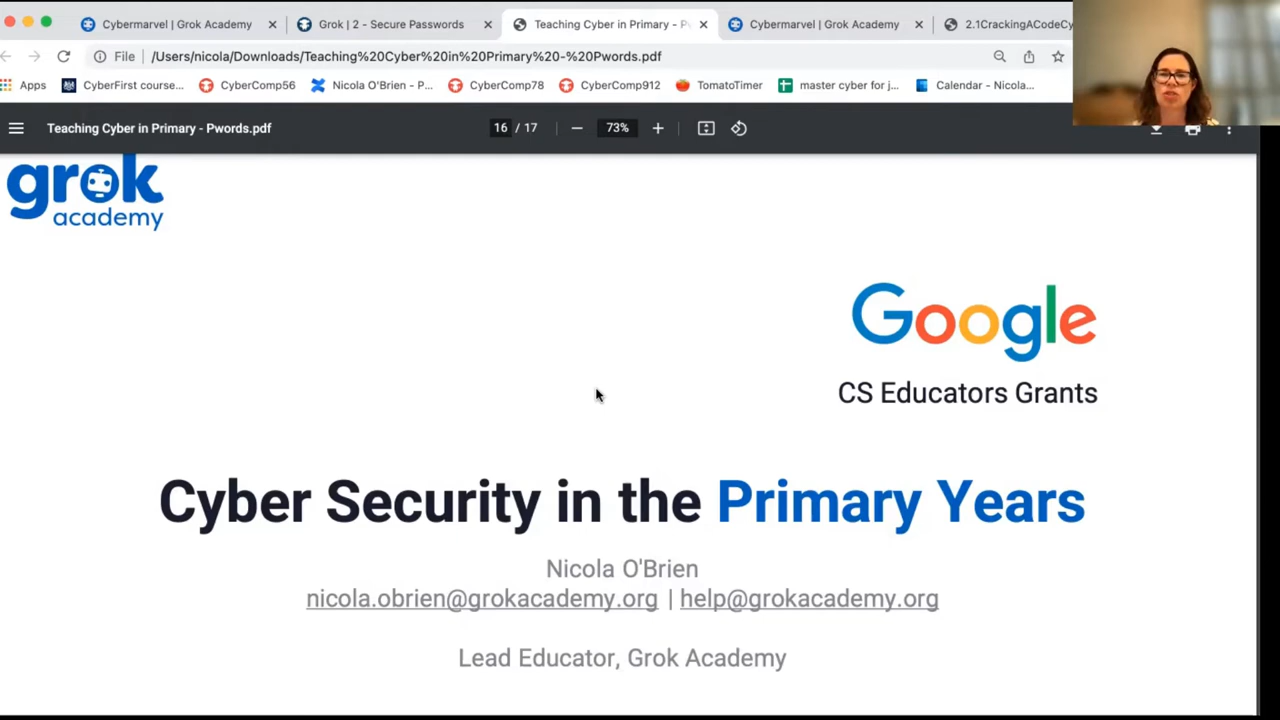 Cybermarvel | Grok Academy
Grok | 2 - Secure Passwords
Teaching Cyber in Primary - P
Cybermarvel | Grok Academy
2.1CrackingACodeCy
File
/Users/nicola/Downloads/Teaching%20Cyber%20in%20Primary%20-%20Pwords.pdf
Apps
CyberFirst course...
CyberComp56
Nicola O'Brien - P...
CyberComp78
CyberComp912
TomatoTimer
master cyber for j...
Calendar - Nicola...
Teaching Cyber in Primary - Pwords.pdf
16 / 17
73%
grok
academy
Google
CS Educators Grants
Cyber Security in the Primary Years
Nicola O'Brien
nicola.obrien@grokacademy.org | help@grokacademy.org
Lead Educator, Grok Academy